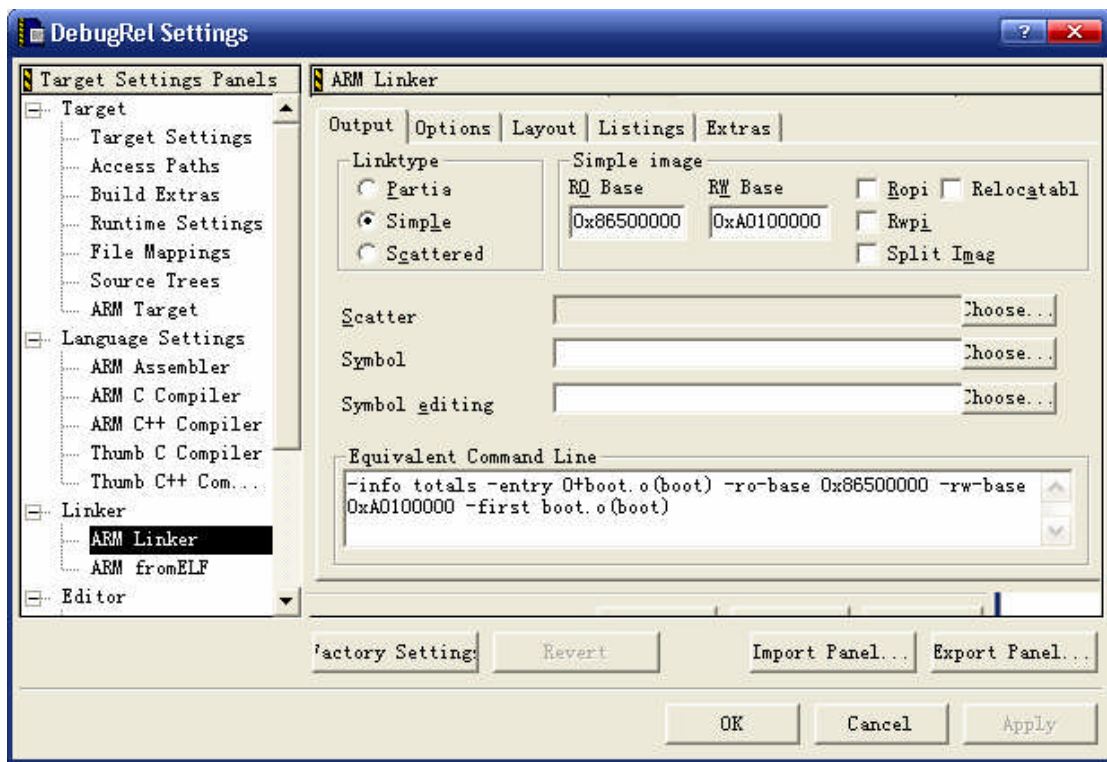 DebugRel Settings
Target Settings Panels
Target
Target Settings
Access Paths
Build Extras
Runtime Settings
File Mappings
Source Trees
ARM Target
Language Settings
ARM Assembler
ARM C Compiler
ARM C++ Compiler
Thumb C Compiler
Thumb C++ Com...
Linker
ARM Linker
ARM fromELF
Editor
ARM Linker
Output Options Layout Listings Extras
Linktype
Partia
Simple
Scattered
Simple image
RO Base RW Base
0x86500000 0xA0100000
Ropi Relocatabl
Rwpi
Split Imag
Scatter Choose...
Symbol Choose...
Symbol editing Choose...
Equivalent Command Line
-info totals -entry 0+boot.o(boot) -ro-base 0x86500000 -rw-base
0xA0100000 -first boot.o(boot)
Factory Settings Revert Import Panel... Export Panel...
OK Cancel Apply